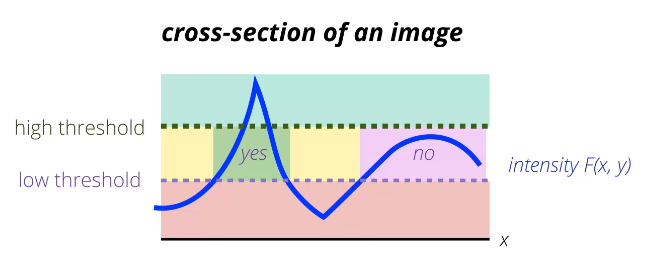 cross-section of an image
high threshold
yes
no
low threshold
intensity F(x, y)
x